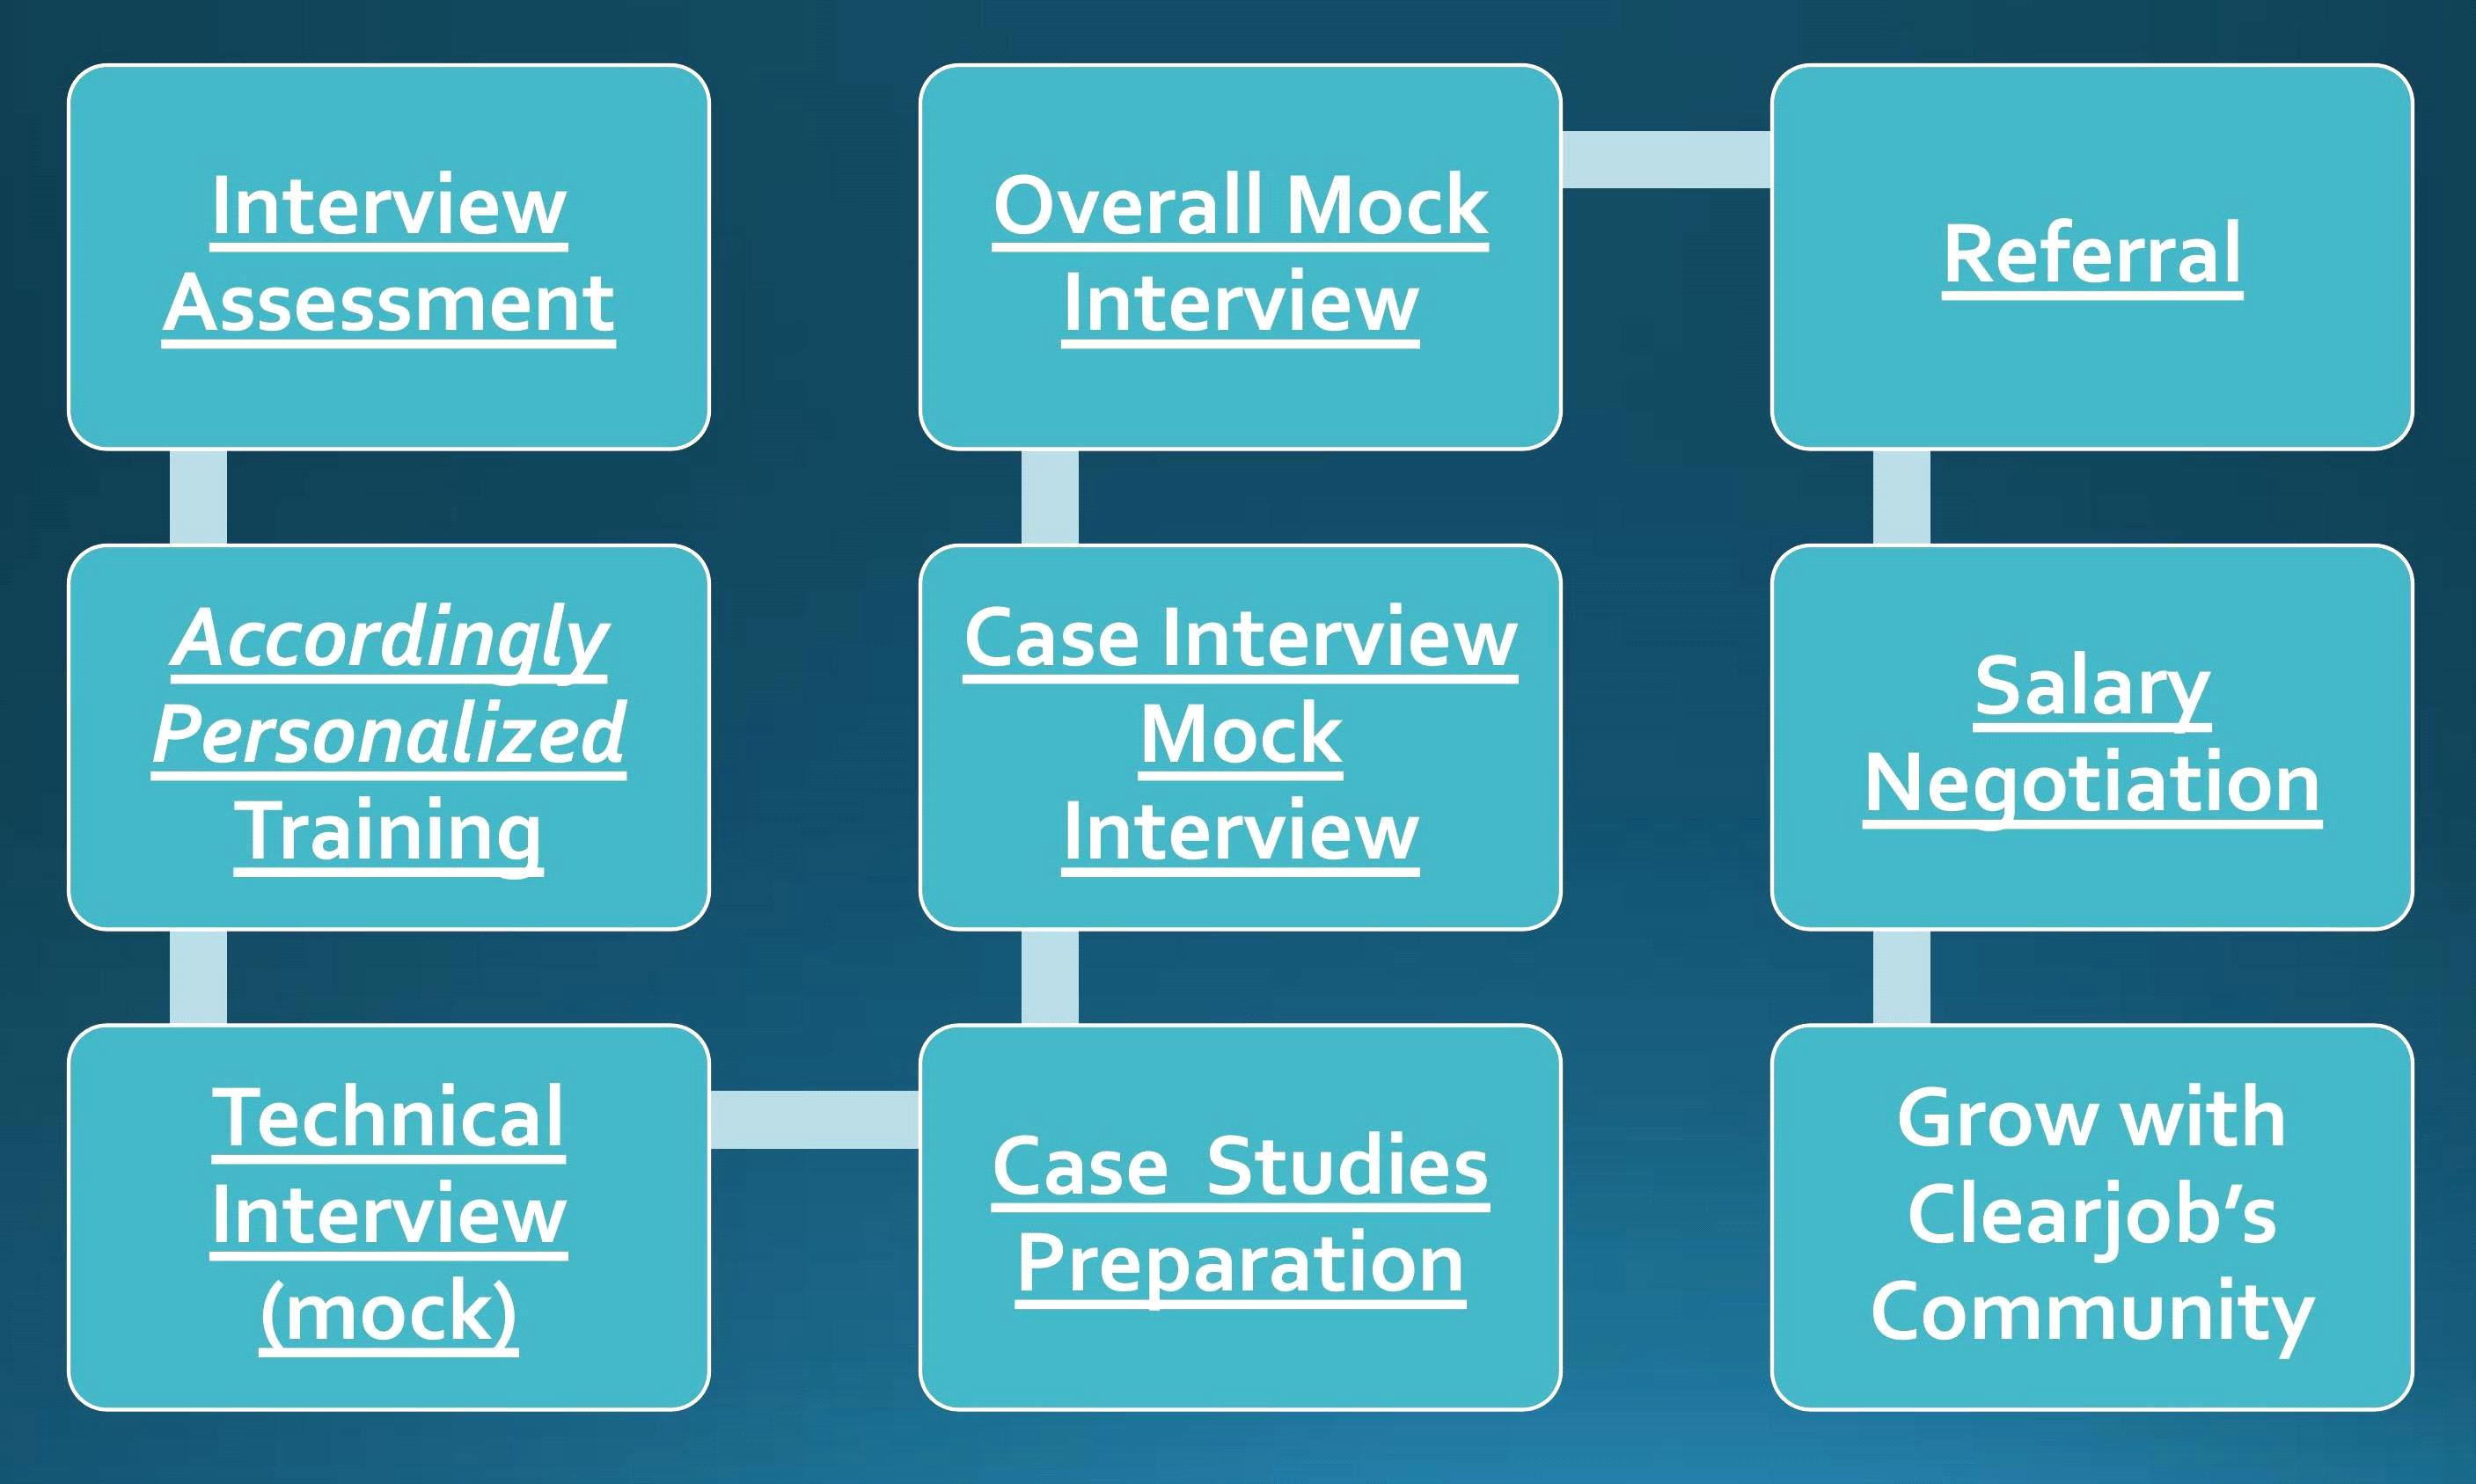 Interview
Assessment
Accordingly
Personalized
Training
Technical
Interview
(mock)
Case  Studies
Preparation
Case Interview
Mock
Interview
Overall Mock
Interview
Referral
Salary
Negotiation
Grow with
Clearjob’s
Community